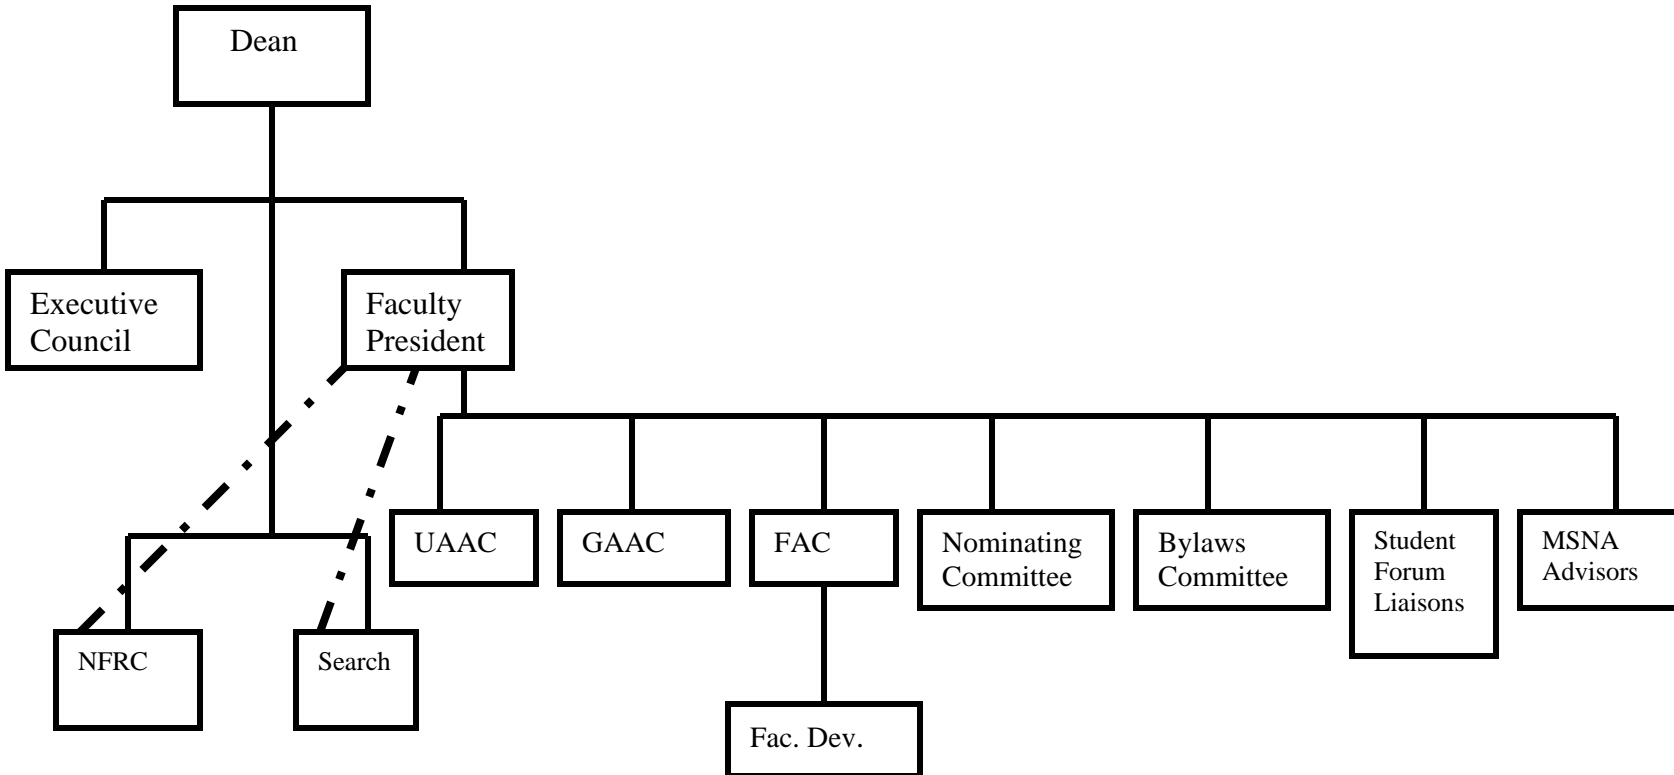 Dean
Executive
Council
Faculty
President
UAAC
GAAC
FAC
Nominating
Committee
Bylaws
Committee
Student
Forum
Liaisons
MSNA
Advisors
NFRC
Search
Fac. Dev.